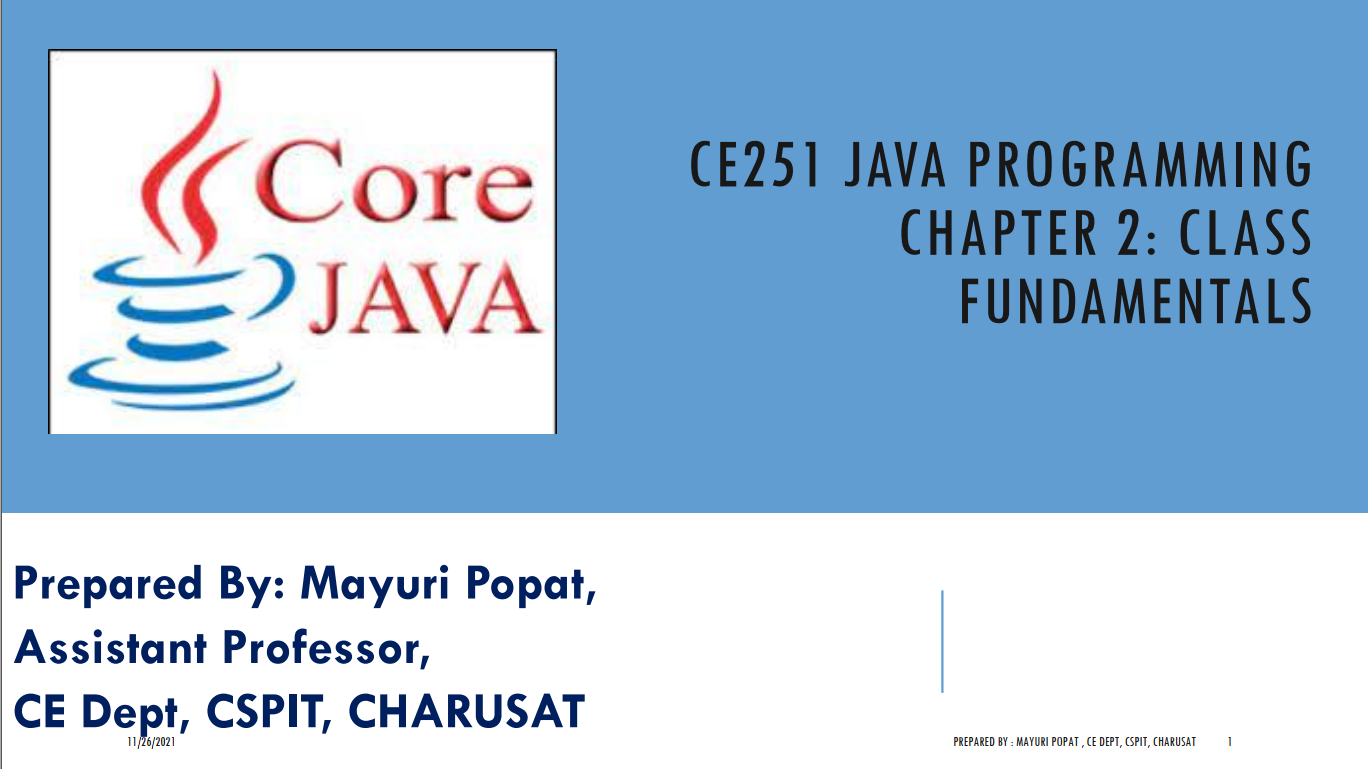 Core
JAVA
CE251 JAVA PROGRAMMING
CHAPTER 2: CLASS
FUNDAMENTALS
Prepared By: Mayuri Popat,
Assistant Professor,
CE Dept, CSPIT, CHARUSAT
11/26/2021
PREPARED BY : MAYURI POPAT , CE DEPT, CSPIT, CHARUSAT
1